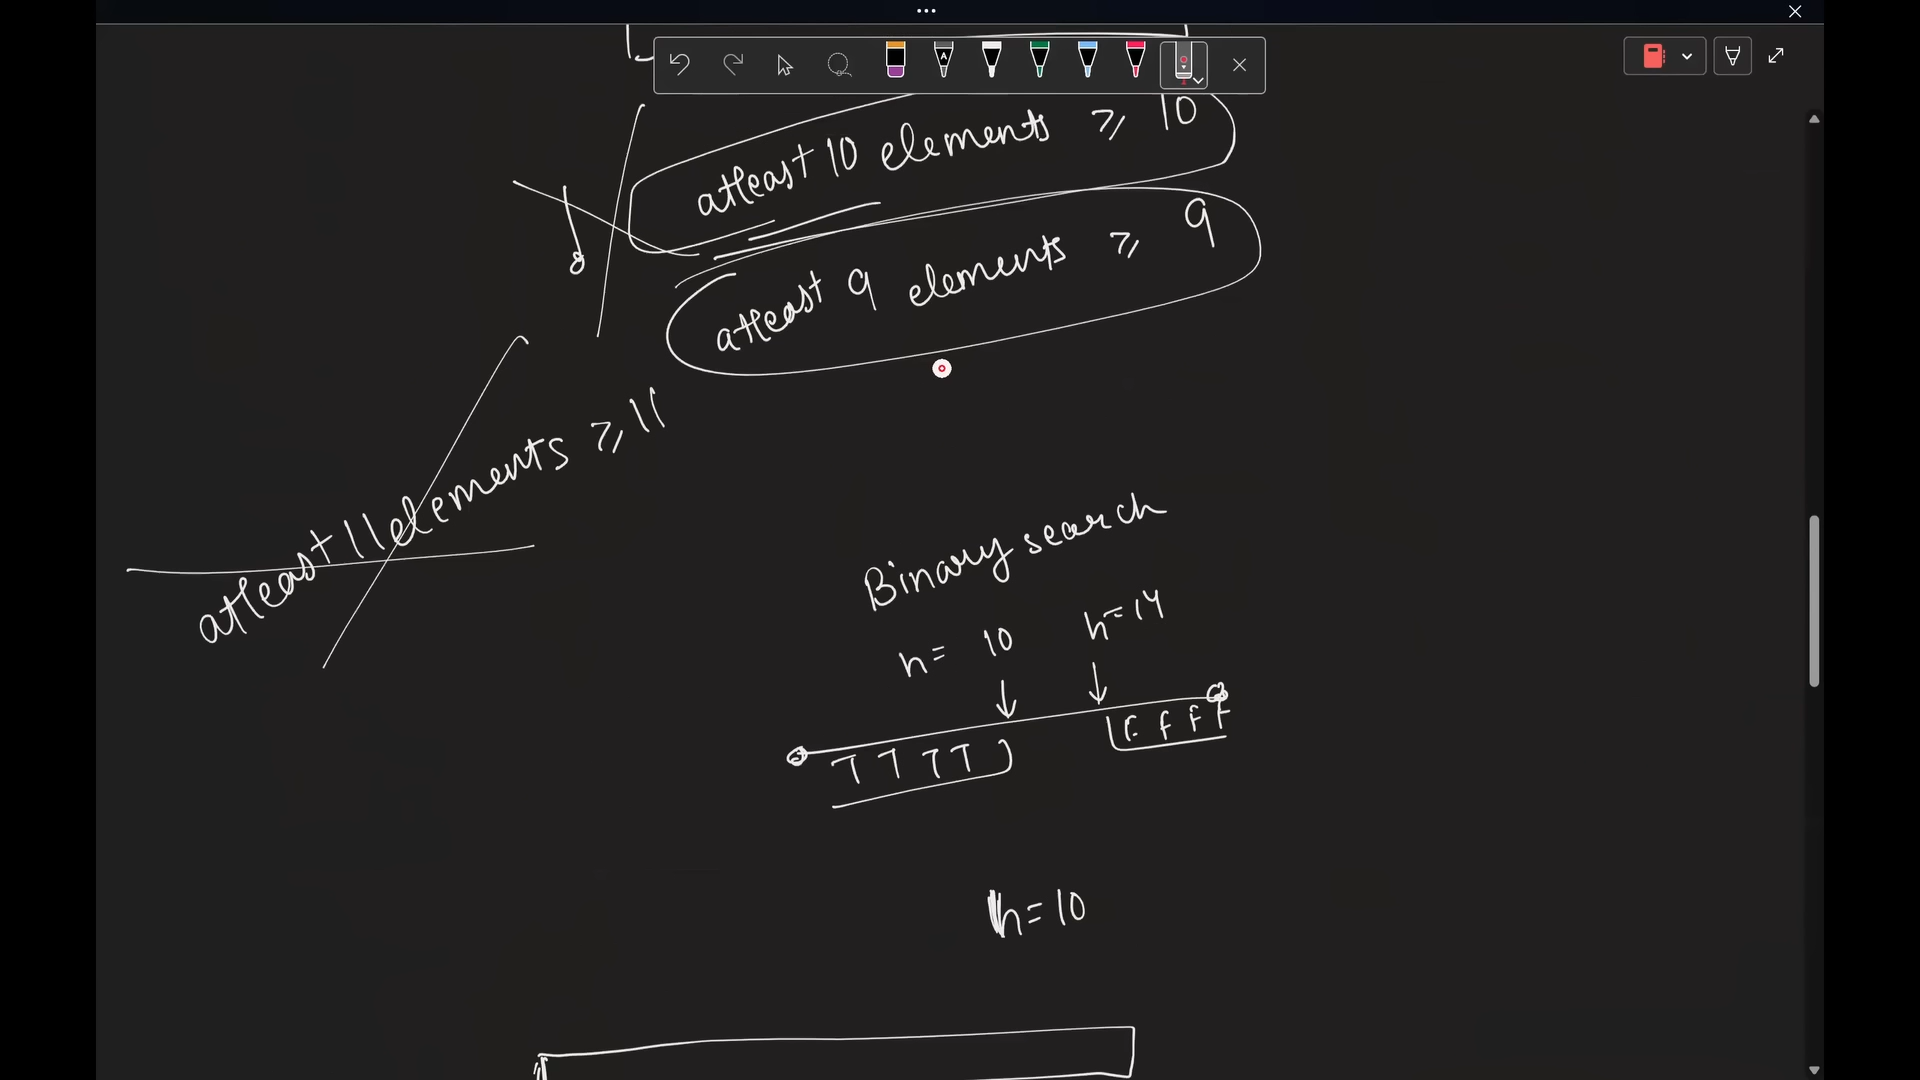 atleast 10 elements ⩾ 10
atleast 9 elements ⩾ 9
atleast 11 elements ⩾ 11
Binary search
h = 10
h = 14
T T T T
F F F F
h = 10